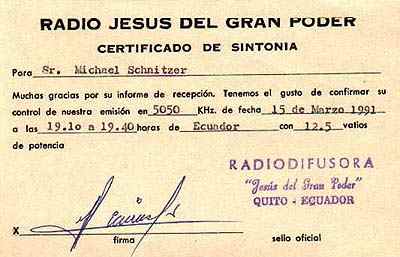 RADIO JESUS DEL GRAN PODER
CERTIFICADO DE SINTONIA
Para Sr. Michael Schnitzer
Muchas gracias por su informe de recepción. Tenemos el gusto de confirmar su
control de nuestra emisión en 5050 KHz. de fecha 15 de Marzo 1991
a las 19.10 a 19.40 horas de Ecuador con 12.5 vatios
de potencia
RADIODIFUSORA
"Jesús del Gran Poder"
QUITO - ECUADOR
X
firma sello oficial